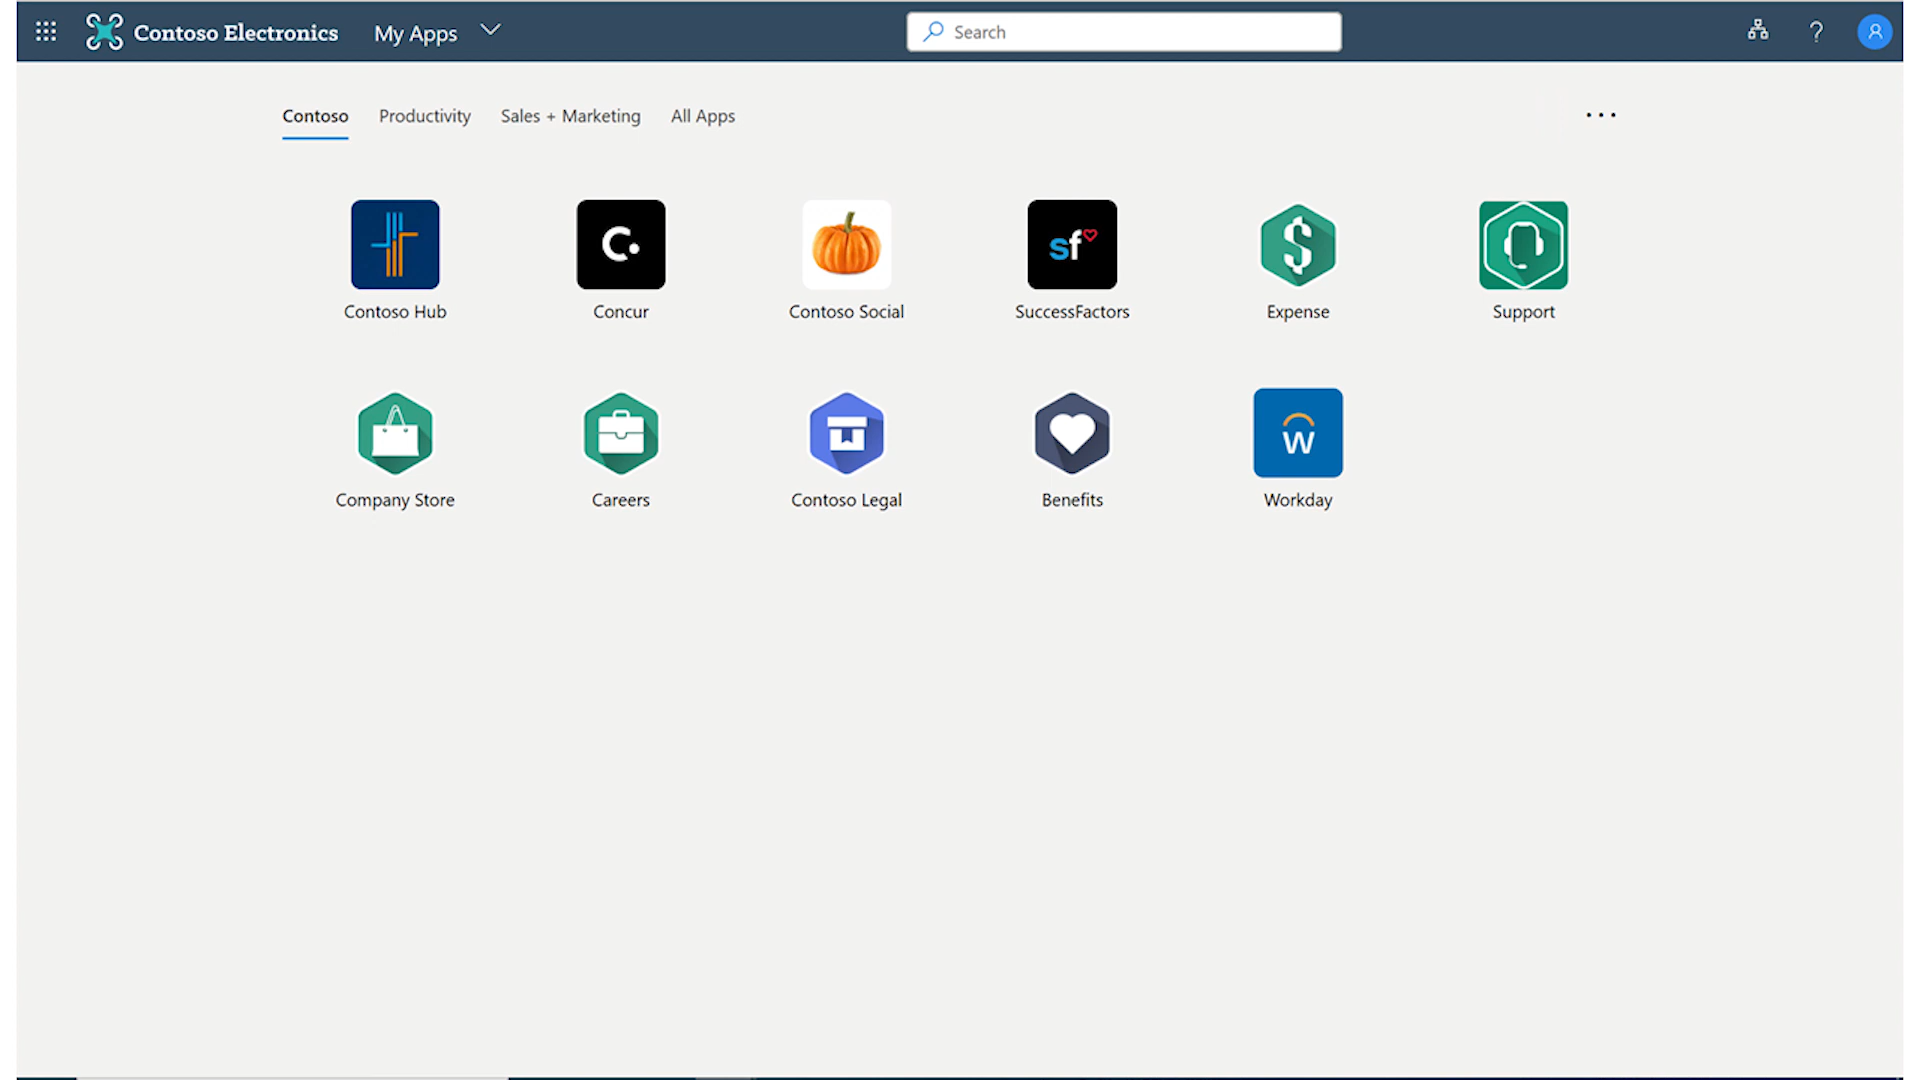 Contoso Electronics My Apps Search ?
Contoso Productivity Sales + Marketing All Apps ...
C. sf $
Contoso Hub Concur Contoso Social SuccessFactors Expense Support
w
Company Store Careers Contoso Legal Benefits Workday